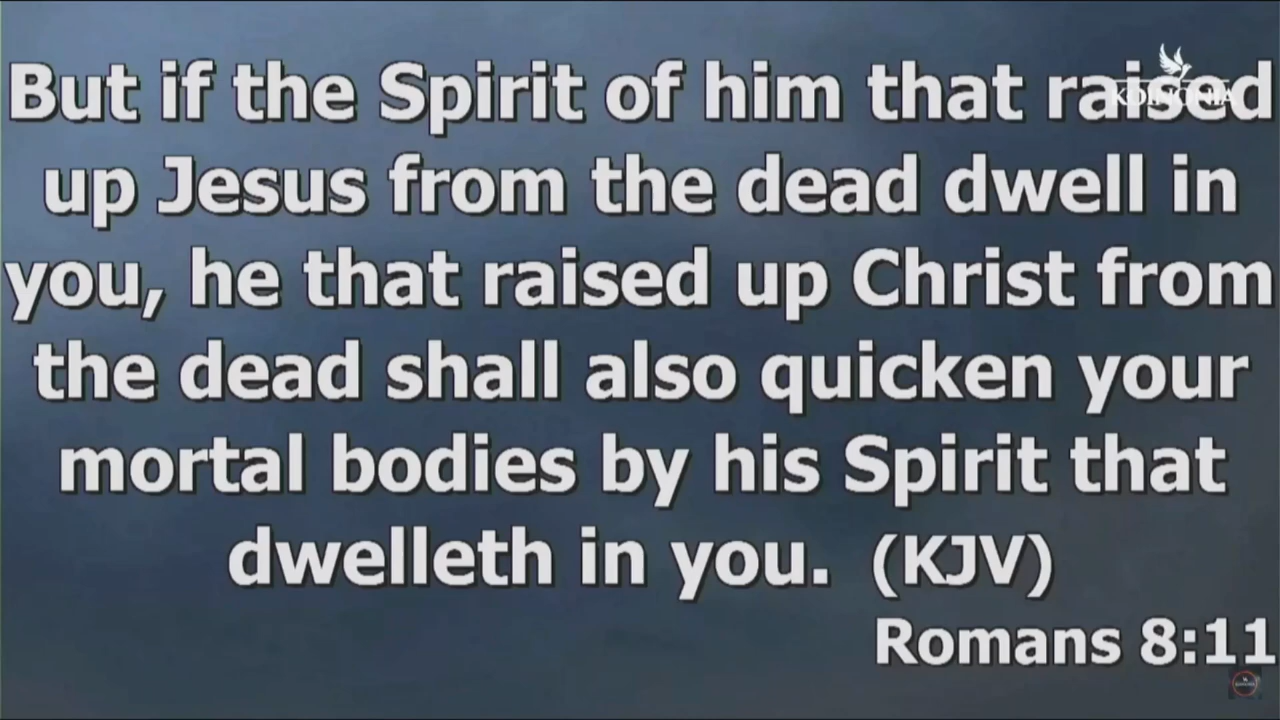 But if the Spirit of him that raised
KOINONIA
up Jesus from the dead dwell in
you, he that raised up Christ from
the dead shall also quicken your
mortal bodies by his Spirit that
dwelleth in you.  (KJV)
Romans 8:11